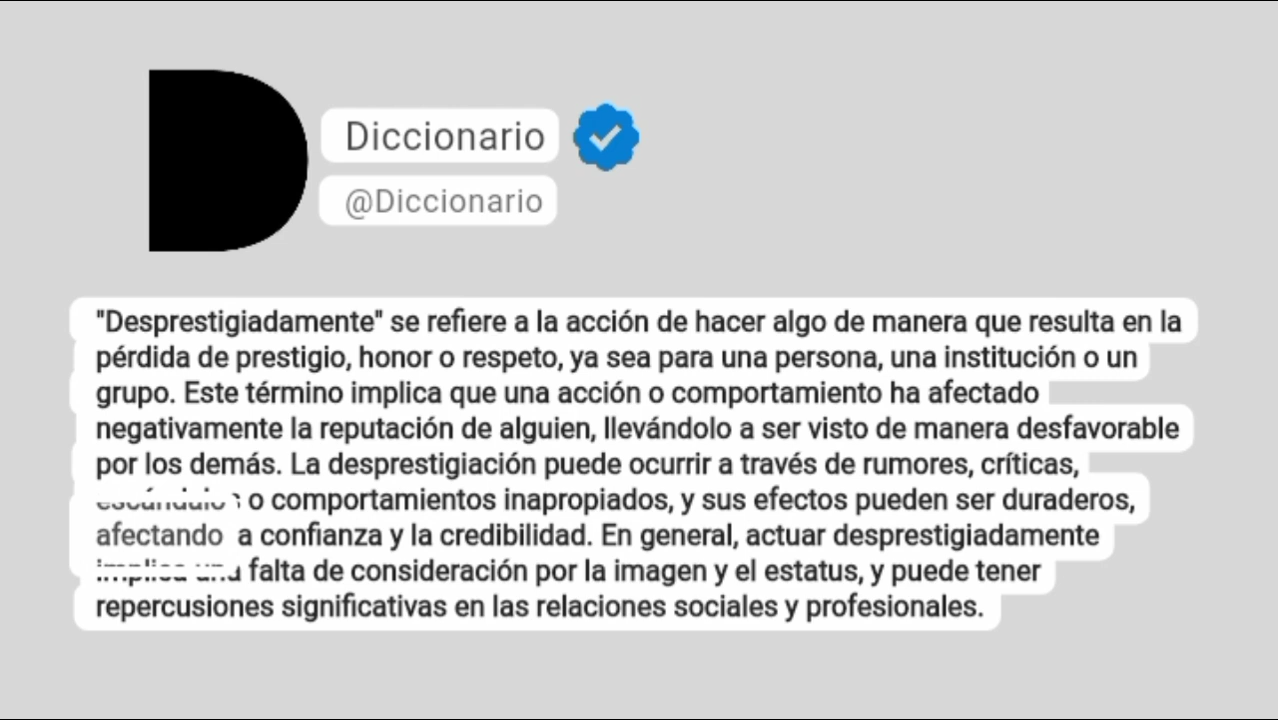 Diccionario
@Diccionario
"Desprestigiadamente" se refiere a la acción de hacer algo de manera que resulta en la
pérdida de prestigio, honor o respeto, ya sea para una persona, una institución o un
grupo. Este término implica que una acción o comportamiento ha afectado
negativamente la reputación de alguien, llevándolo a ser visto de manera desfavorable
por los demás. La desprestigiación puede ocurrir a través de rumores, críticas,
o comportamientos inapropiados, y sus efectos pueden ser duraderos,
afectando a confianza y la credibilidad. En general, actuar desprestigiadamente
falta de consideración por la imagen y el estatus, y puede tener
repercusiones significativas en las relaciones sociales y profesionales.